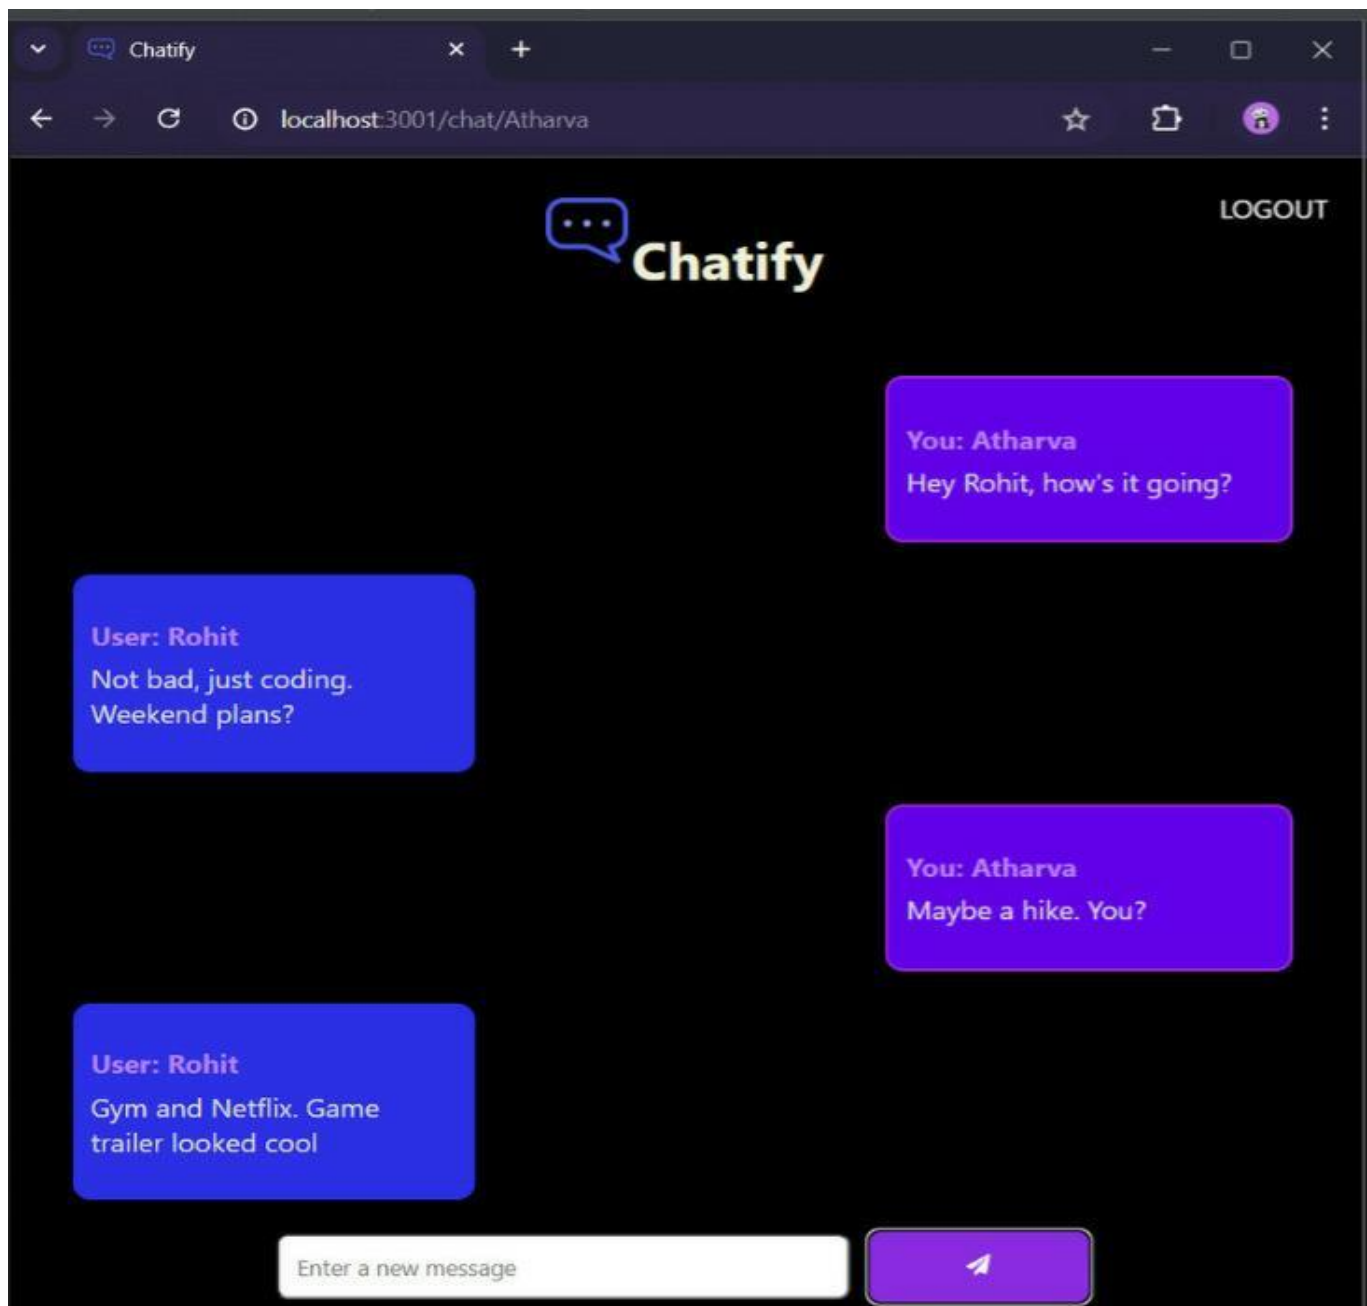 Chatify
localhost:3001/chat/Atharva
LOGOUT
Chatify
You: Atharva
Hey Rohit, how's it going?
User: Rohit
Not bad, just coding.
Weekend plans?
You: Atharva
Maybe a hike. You?
User: Rohit
Gym and Netflix. Game
trailer looked cool
Enter a new message